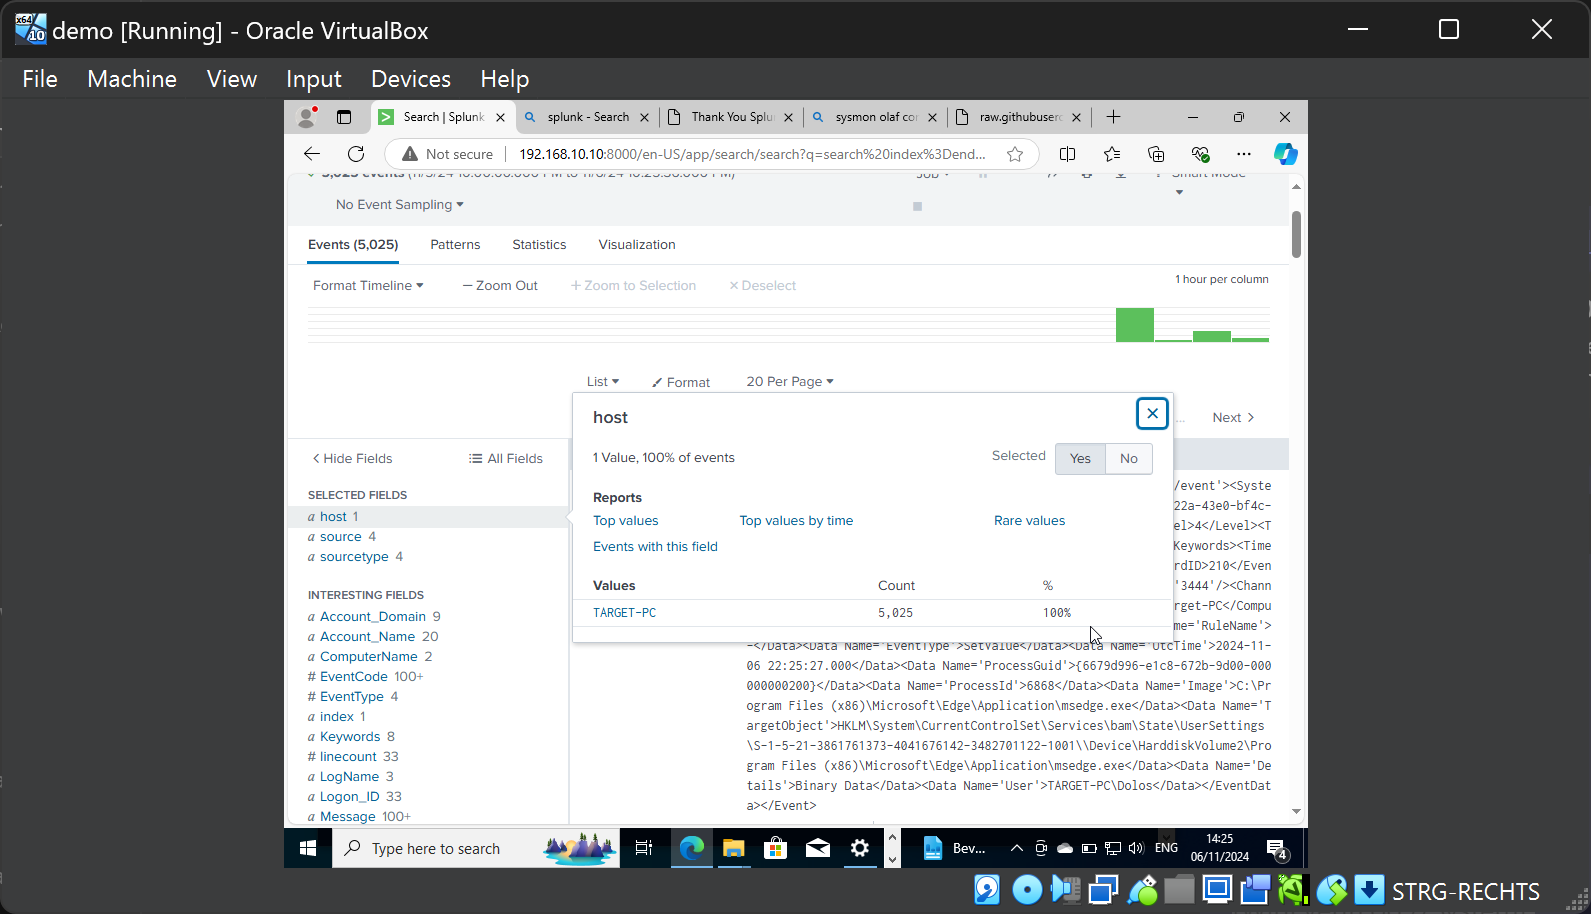 demo [Running] - Oracle VirtualBox
File Machine View Input Devices Help
Search | Splunk
splunk - Search
Thank You Splu
sysmon olaf cor
raw.githubuserc
Not secure
192.168.10.10:8000/en-US/app/search/search?q=search%20index%3Dend...
No Event Sampling
Events (5,025) Patterns Statistics Visualization
Format Timeline — Zoom Out + Zoom to Selection × Deselect
1 hour per column
List Format 20 Per Page
... Next >
< Hide Fields All Fields
SELECTED FIELDS
a host 1
a source 4
a sourcetype 4
INTERESTING FIELDS
a Account_Domain 9
a Account_Name 20
a ComputerName 2
# EventCode 100+
# EventType 4
a index 1
a Keywords 8
# linecount 33
a LogName 3
a Logon_ID 33
a Message 100+
host
1 Value, 100% of events
Selected Yes No
Reports
Top values Top values by time Rare values
Events with this field
Values Count %
TARGET-PC 5,025 100%
/event'><Syste
22a-43e0-bf4c-
el>4</Level><T
Keywords><Time
rdID>210</Even
'3444'/><Chann
rget-PC</Compu
me='RuleName'>
-</Data><Data Name='EventType'>SetValue</Data><Data Name='UtcTime'>2024-11-
06 22:25:27.000</Data><Data Name='ProcessGuid'>{6679d996-e1c8-672b-9d00-000
000000200}</Data><Data Name='ProcessId'>6868</Data><Data Name='Image'>C:\Pr
ogram Files (x86)\Microsoft\Edge\Application\msedge.exe</Data><Data Name='T
argetObject'>HKLM\System\CurrentControlSet\Services\bam\State\UserSettings
\S-1-5-21-3861761373-4041676142-3482701122-1001\\Device\HarddiskVolume2\Pro
gram Files (x86)\Microsoft\Edge\Application\msedge.exe</Data><Data Name='De
tails'>Binary Data</Data><Data Name='User'>TARGET-PC\Dolos</Data></EventDat
a></Event>
Type here to search
Bev...
ENG
14:25
06/11/2024
4
STRG-RECHTS